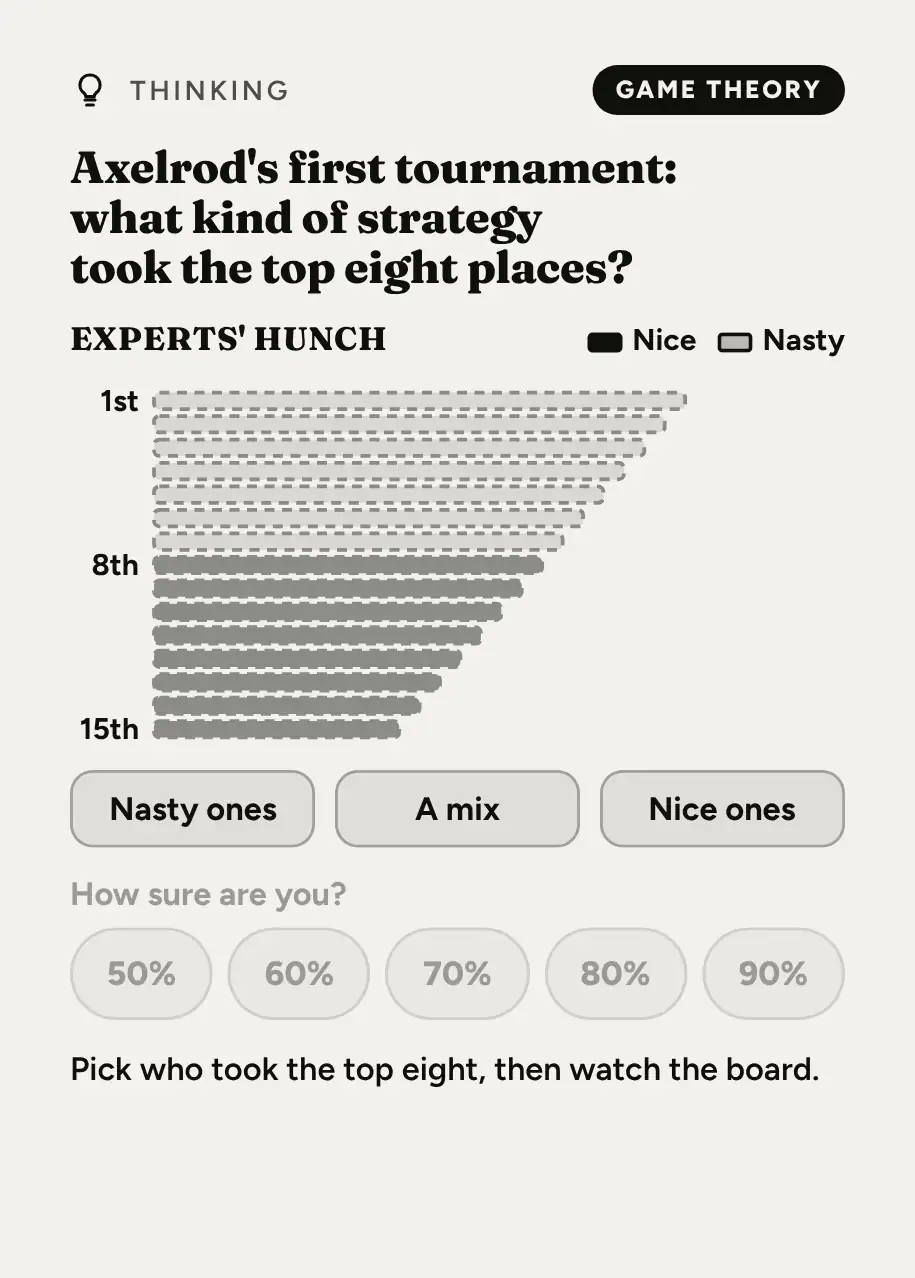 THINKING
GAME THEORY
Axelrod's first tournament:
what kind of strategy
took the top eight places?
EXPERTS' HUNCH
Nice
Nasty
1st
8th
15th
Nasty ones
A mix
Nice ones
How sure are you?
50%
60%
70%
80%
90%
Pick who took the top eight, then watch the board.